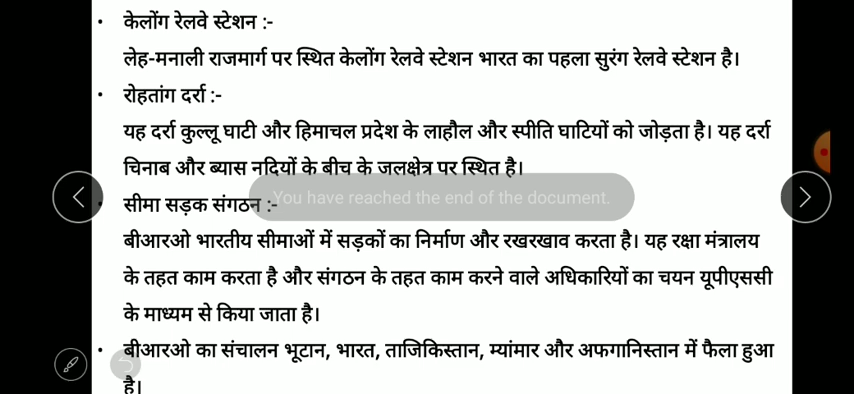 • केलोंग रेलवे स्टेशन :-
लेह-मनाली राजमार्ग पर स्थित केलोंग रेलवे स्टेशन भारत का पहला सुरंग रेलवे स्टेशन है।
• रोहतांग दर्रा :-
यह दर्रा कुल्लू घाटी और हिमाचल प्रदेश के लाहौल और स्पीति घाटियों को जोड़ता है। यह दर्रा
चिनाब और ब्यास नदियों के बीच के जलक्षेत्र पर स्थित है।
You have reached the end of the document.
• सीमा सड़क संगठन :-
बीआरओ भारतीय सीमाओं में सड़कों का निर्माण और रखरखाव करता है। यह रक्षा मंत्रालय
के तहत काम करता है और संगठन के तहत काम करने वाले अधिकारियों का चयन यूपीएससी
के माध्यम से किया जाता है।
• बीआरओ का संचालन भूटान, भारत, ताजिकिस्तान, म्यांमार और अफगानिस्तान में फैला हुआ
है।